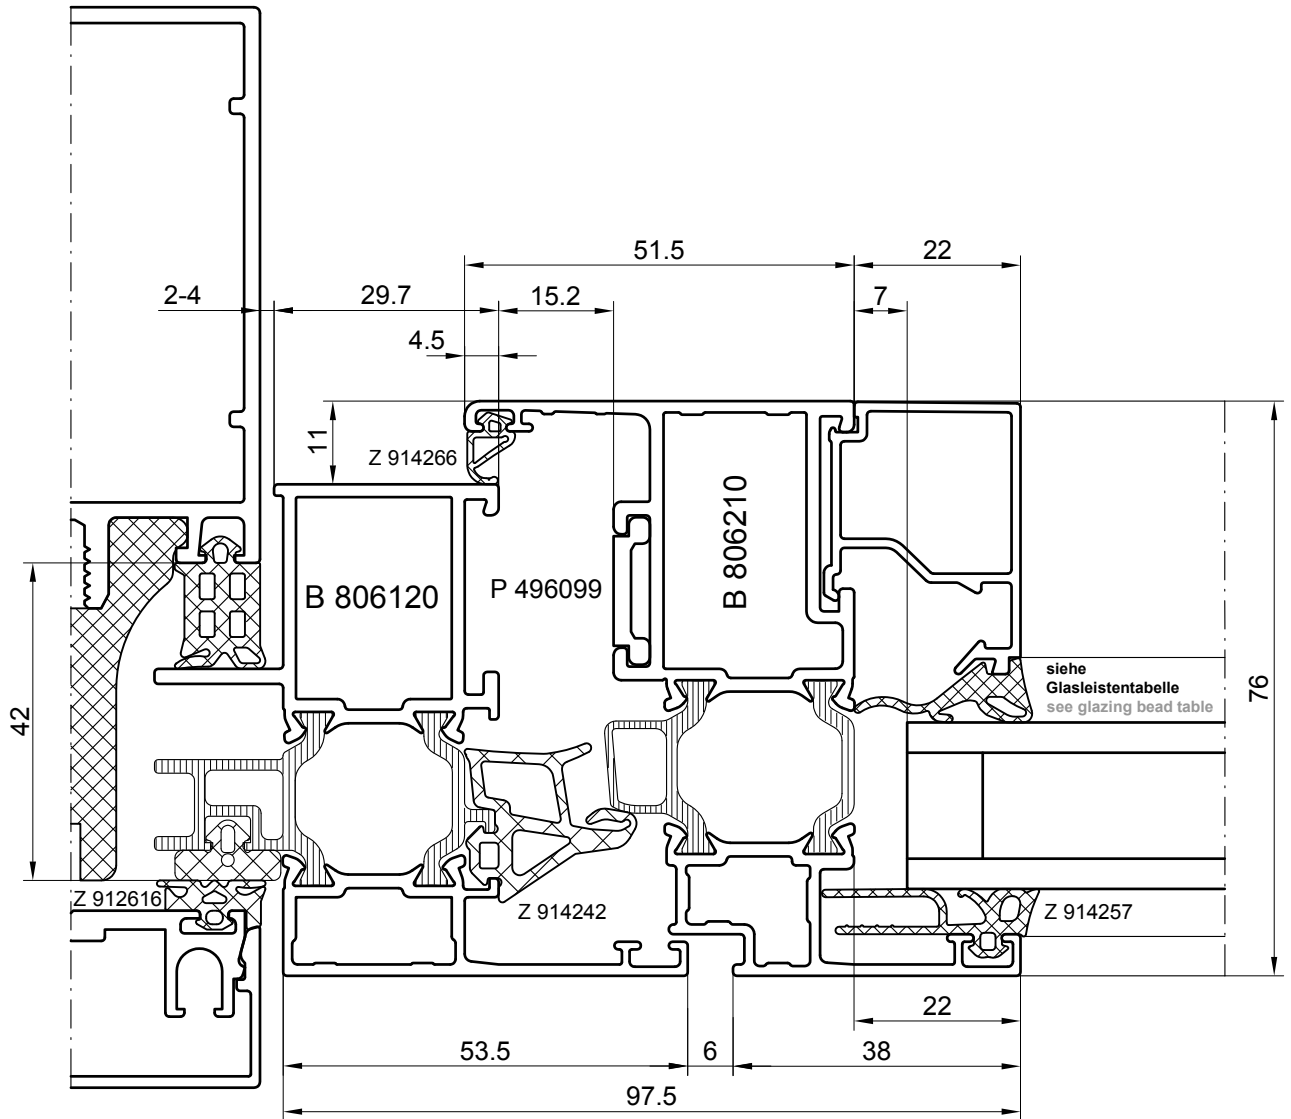 51.5
22
2-4
29.7
15.2
7
4.5
11
Z 914266
B 806120
P 496099
B 806210
siehe
Glasleistentabelle
see glazing bead table
76
42
Z 912616
Z 914242
Z 914257
22
53.5
6
38
97.5